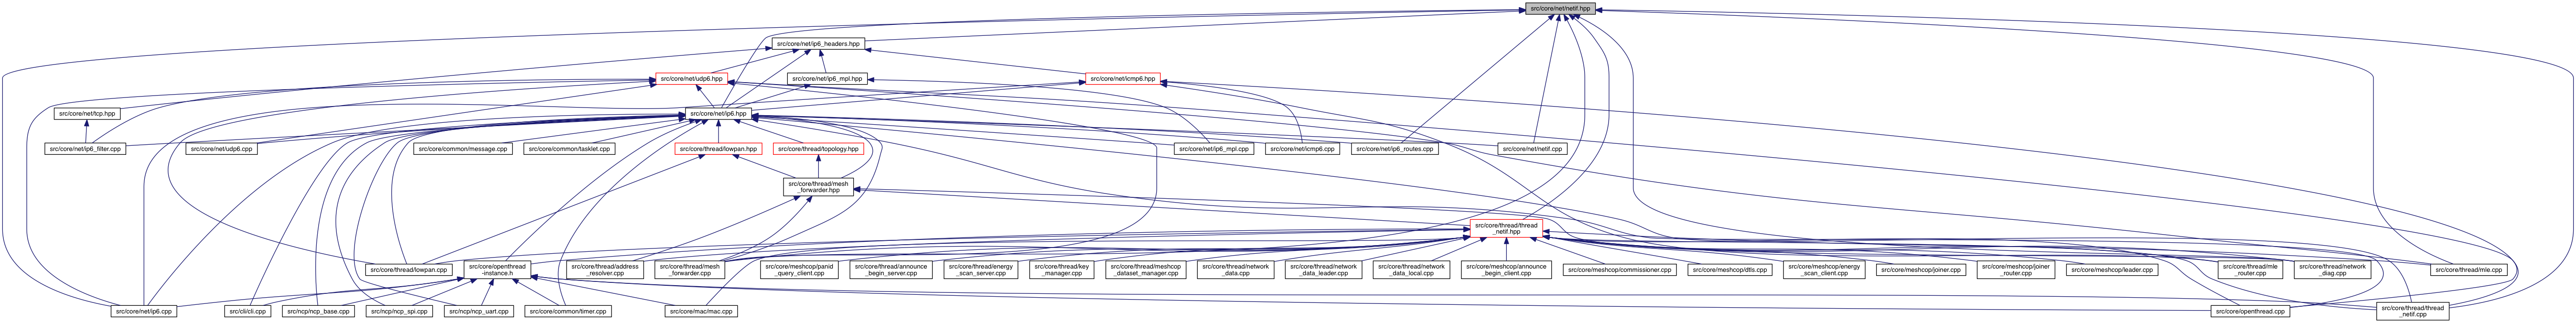 src/core/net/netif.hpp
src/core/net/ip6_headers.hpp
src/core/net/udp6.hpp
src/core/net/ip6_mpl.hpp
src/core/net/icmp6.hpp
src/core/net/tcp.hpp
src/core/net/ip6.hpp
src/core/net/ip6_filter.cpp
src/core/net/udp6.cpp
src/core/common/message.cpp
src/core/common/tasklet.cpp
src/core/thread/lowpan.hpp
src/core/thread/topology.hpp
src/core/net/ip6_mpl.cpp
src/core/net/icmp6.cpp
src/core/net/ip6_routes.cpp
src/core/net/netif.cpp
src/core/thread/mesh
_forwarder.hpp
src/core/thread/thread
_netif.hpp
src/core/thread/lowpan.cpp
src/core/openthread
-instance.h
src/core/thread/address
_resolver.cpp
src/core/thread/mesh
_forwarder.cpp
src/core/meshcop/panid
_query_client.cpp
src/core/thread/announce
_begin_server.cpp
src/core/thread/energy
_scan_server.cpp
src/core/thread/key
_manager.cpp
src/core/thread/meshcop
_dataset_manager.cpp
src/core/thread/network
_data.cpp
src/core/thread/network
_data_leader.cpp
src/core/thread/network
_data_local.cpp
src/core/meshcop/announce
_begin_client.cpp
src/core/meshcop/commissioner.cpp
src/core/meshcop/dtls.cpp
src/core/meshcop/energy
_scan_client.cpp
src/core/meshcop/joiner.cpp
src/core/meshcop/joiner
_router.cpp
src/core/meshcop/leader.cpp
src/core/thread/mle
_router.cpp
src/core/thread/network
_diag.cpp
src/core/thread/mle.cpp
src/core/net/ip6.cpp
src/cli/cli.cpp
src/ncp/ncp_base.cpp
src/ncp/ncp_spi.cpp
src/ncp/ncp_uart.cpp
src/core/common/timer.cpp
src/core/mac/mac.cpp
src/core/openthread.cpp
src/core/thread/thread
_netif.cpp